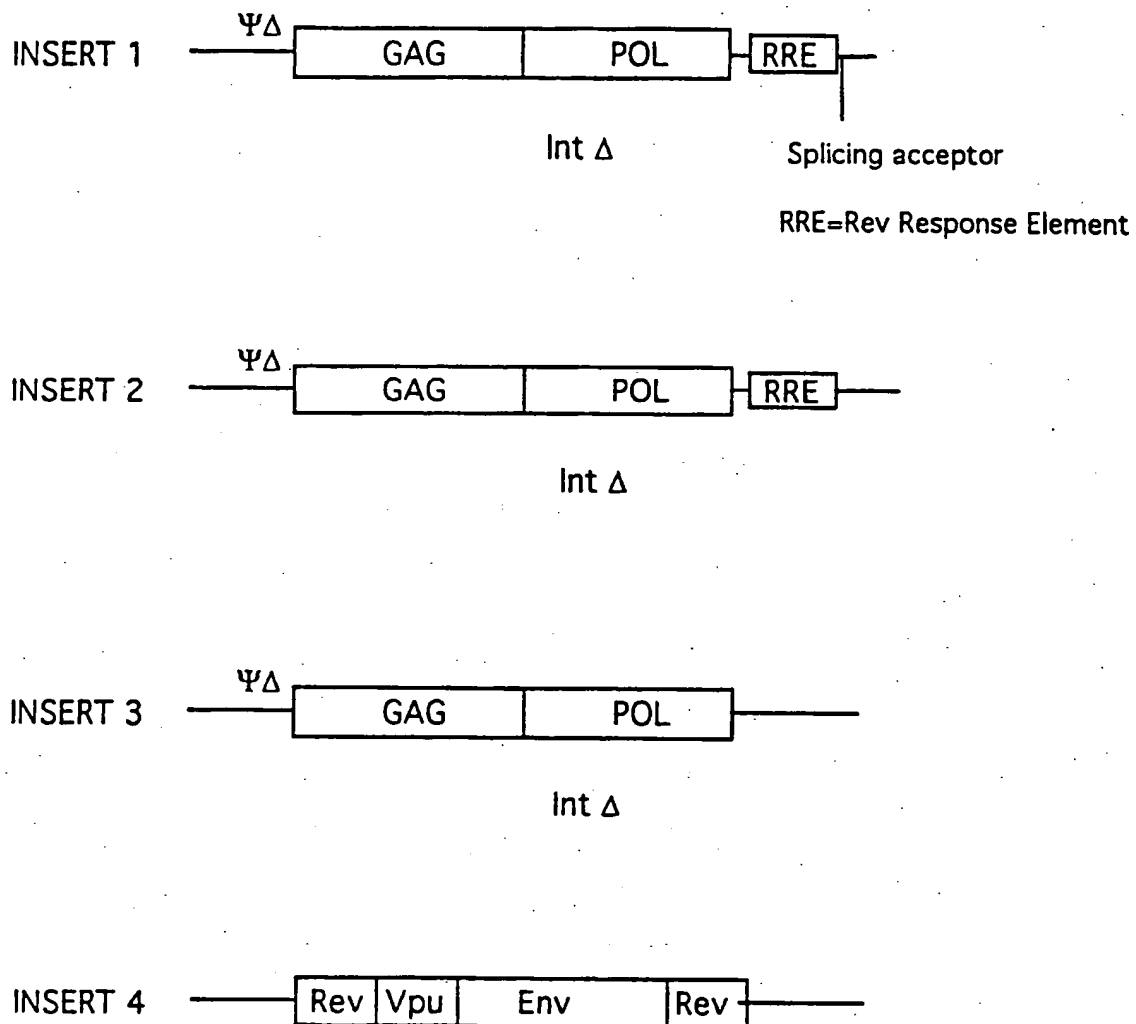 ΨΔ
INSERT 1 GAG POL RRE
Int Δ Splicing acceptor
RRE=Rev Response Element
ΨΔ
INSERT 2 GAG POL RRE
Int Δ
ΨΔ
INSERT 3 GAG POL
Int Δ
INSERT 4 Rev Vpu Env Rev